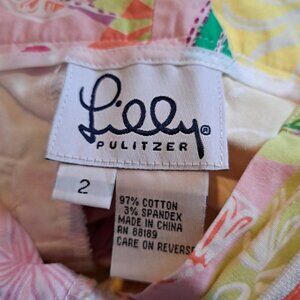 Lilly®
PULITZER
2
97% COTTON
3% SPANDEX
MADE IN CHINA
RN 88189
CARE ON REVERSE